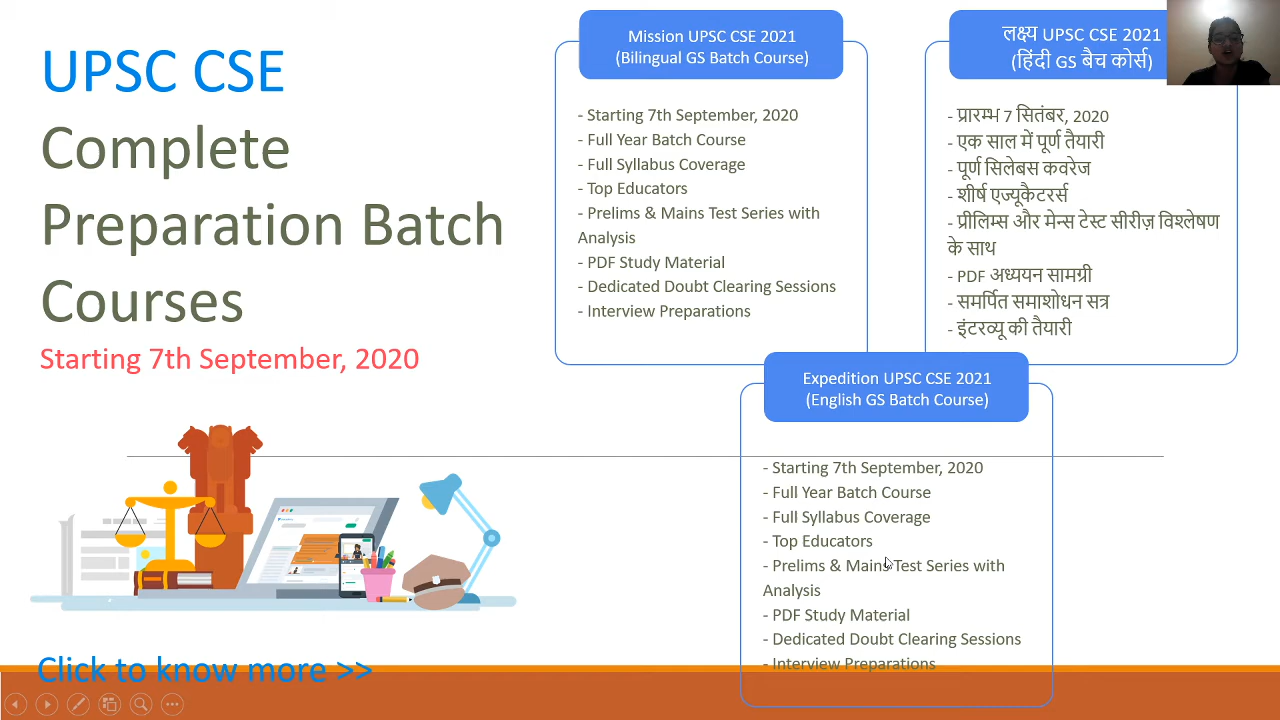 UPSC CSE
Complete
Preparation Batch
Courses
Starting 7th September, 2020
Click to know more >>
Mission UPSC CSE 2021
(Bilingual GS Batch Course)
- Starting 7th September, 2020
- Full Year Batch Course
- Full Syllabus Coverage
- Top Educators
- Prelims & Mains Test Series with
Analysis
- PDF Study Material
- Dedicated Doubt Clearing Sessions
- Interview Preparations
लक्ष्य UPSC CSE 2021
(हिंदी GS बैच कोर्स)
- प्रारम्भ 7 सितंबर, 2020
- एक साल में पूर्ण तैयारी
- पूर्ण सिलेबस कवरेज
- शीर्ष एज्यूकैटरर्स
- प्रीलिम्स और मेन्स टेस्ट सीरीज़ विश्लेषण
के साथ
- PDF अध्ययन सामग्री
- समर्पित समाशोधन सत्र
- इंटरव्यू की तैयारी
Expedition UPSC CSE 2021
(English GS Batch Course)
- Starting 7th September, 2020
- Full Year Batch Course
- Full Syllabus Coverage
- Top Educators
- Prelims & Mains Test Series with
Analysis
- PDF Study Material
- Dedicated Doubt Clearing Sessions
- Interview Preparations